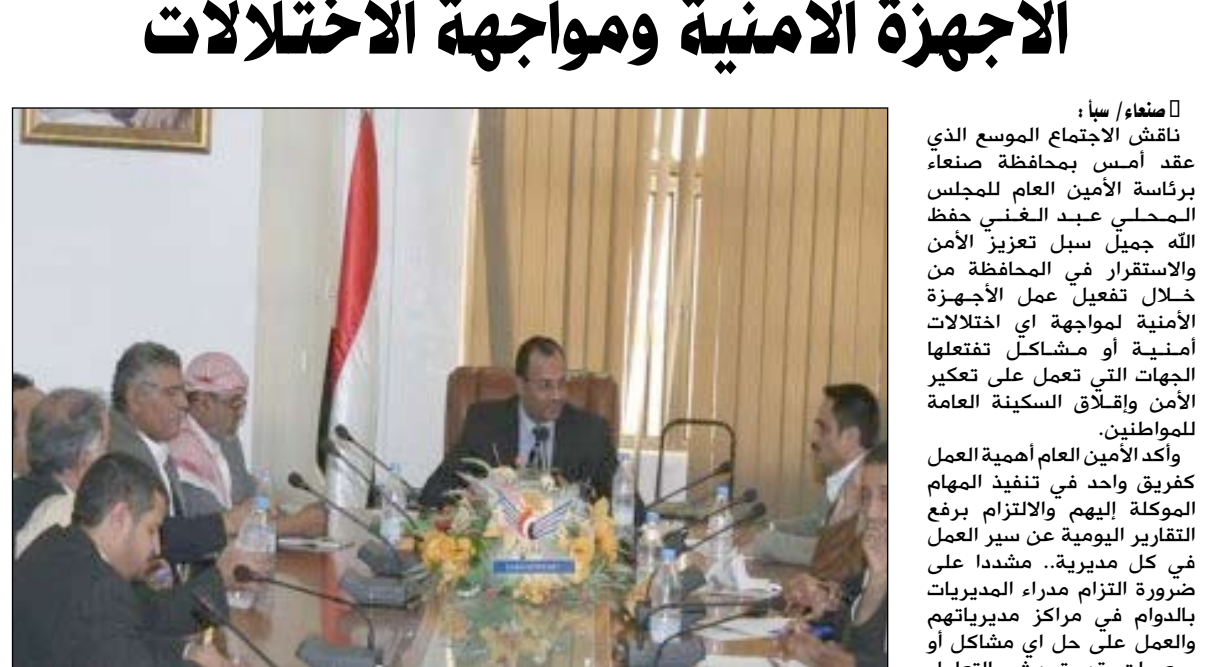 الأجهزة الأمنية ومواجهة الاختلالات
صنعاء / سبأ :
ناقش الاجتماع الموسع الذي
عقد أمس بمحافظة صنعاء
برئاسة الأمين العام للمجلس
المحلي عبد الغني حفظ
الله جميل سبل تعزيز الأمن
والاستقرار في المحافظة من
خلال تفعيل عمل الأجهزة
الأمنية لمواجهة اي اختلالات
أمنية أو مشاكل تفتعلها
الجهات التي تعمل على تعكير
الأمن وإقلاق السكينة العامة
للمواطنين.
وأكد الأمين العام أهمية العمل
كفريق واحد في تنفيذ المهام
الموكلة إليهم والالتزام برفع
التقارير اليومية عن سير العمل
في كل مديرية.. مشددا على
ضرورة التزام مدراء المديريات
بالدوام في مراكز مديرياتهم
والعمل على حل اي مشاكل أو